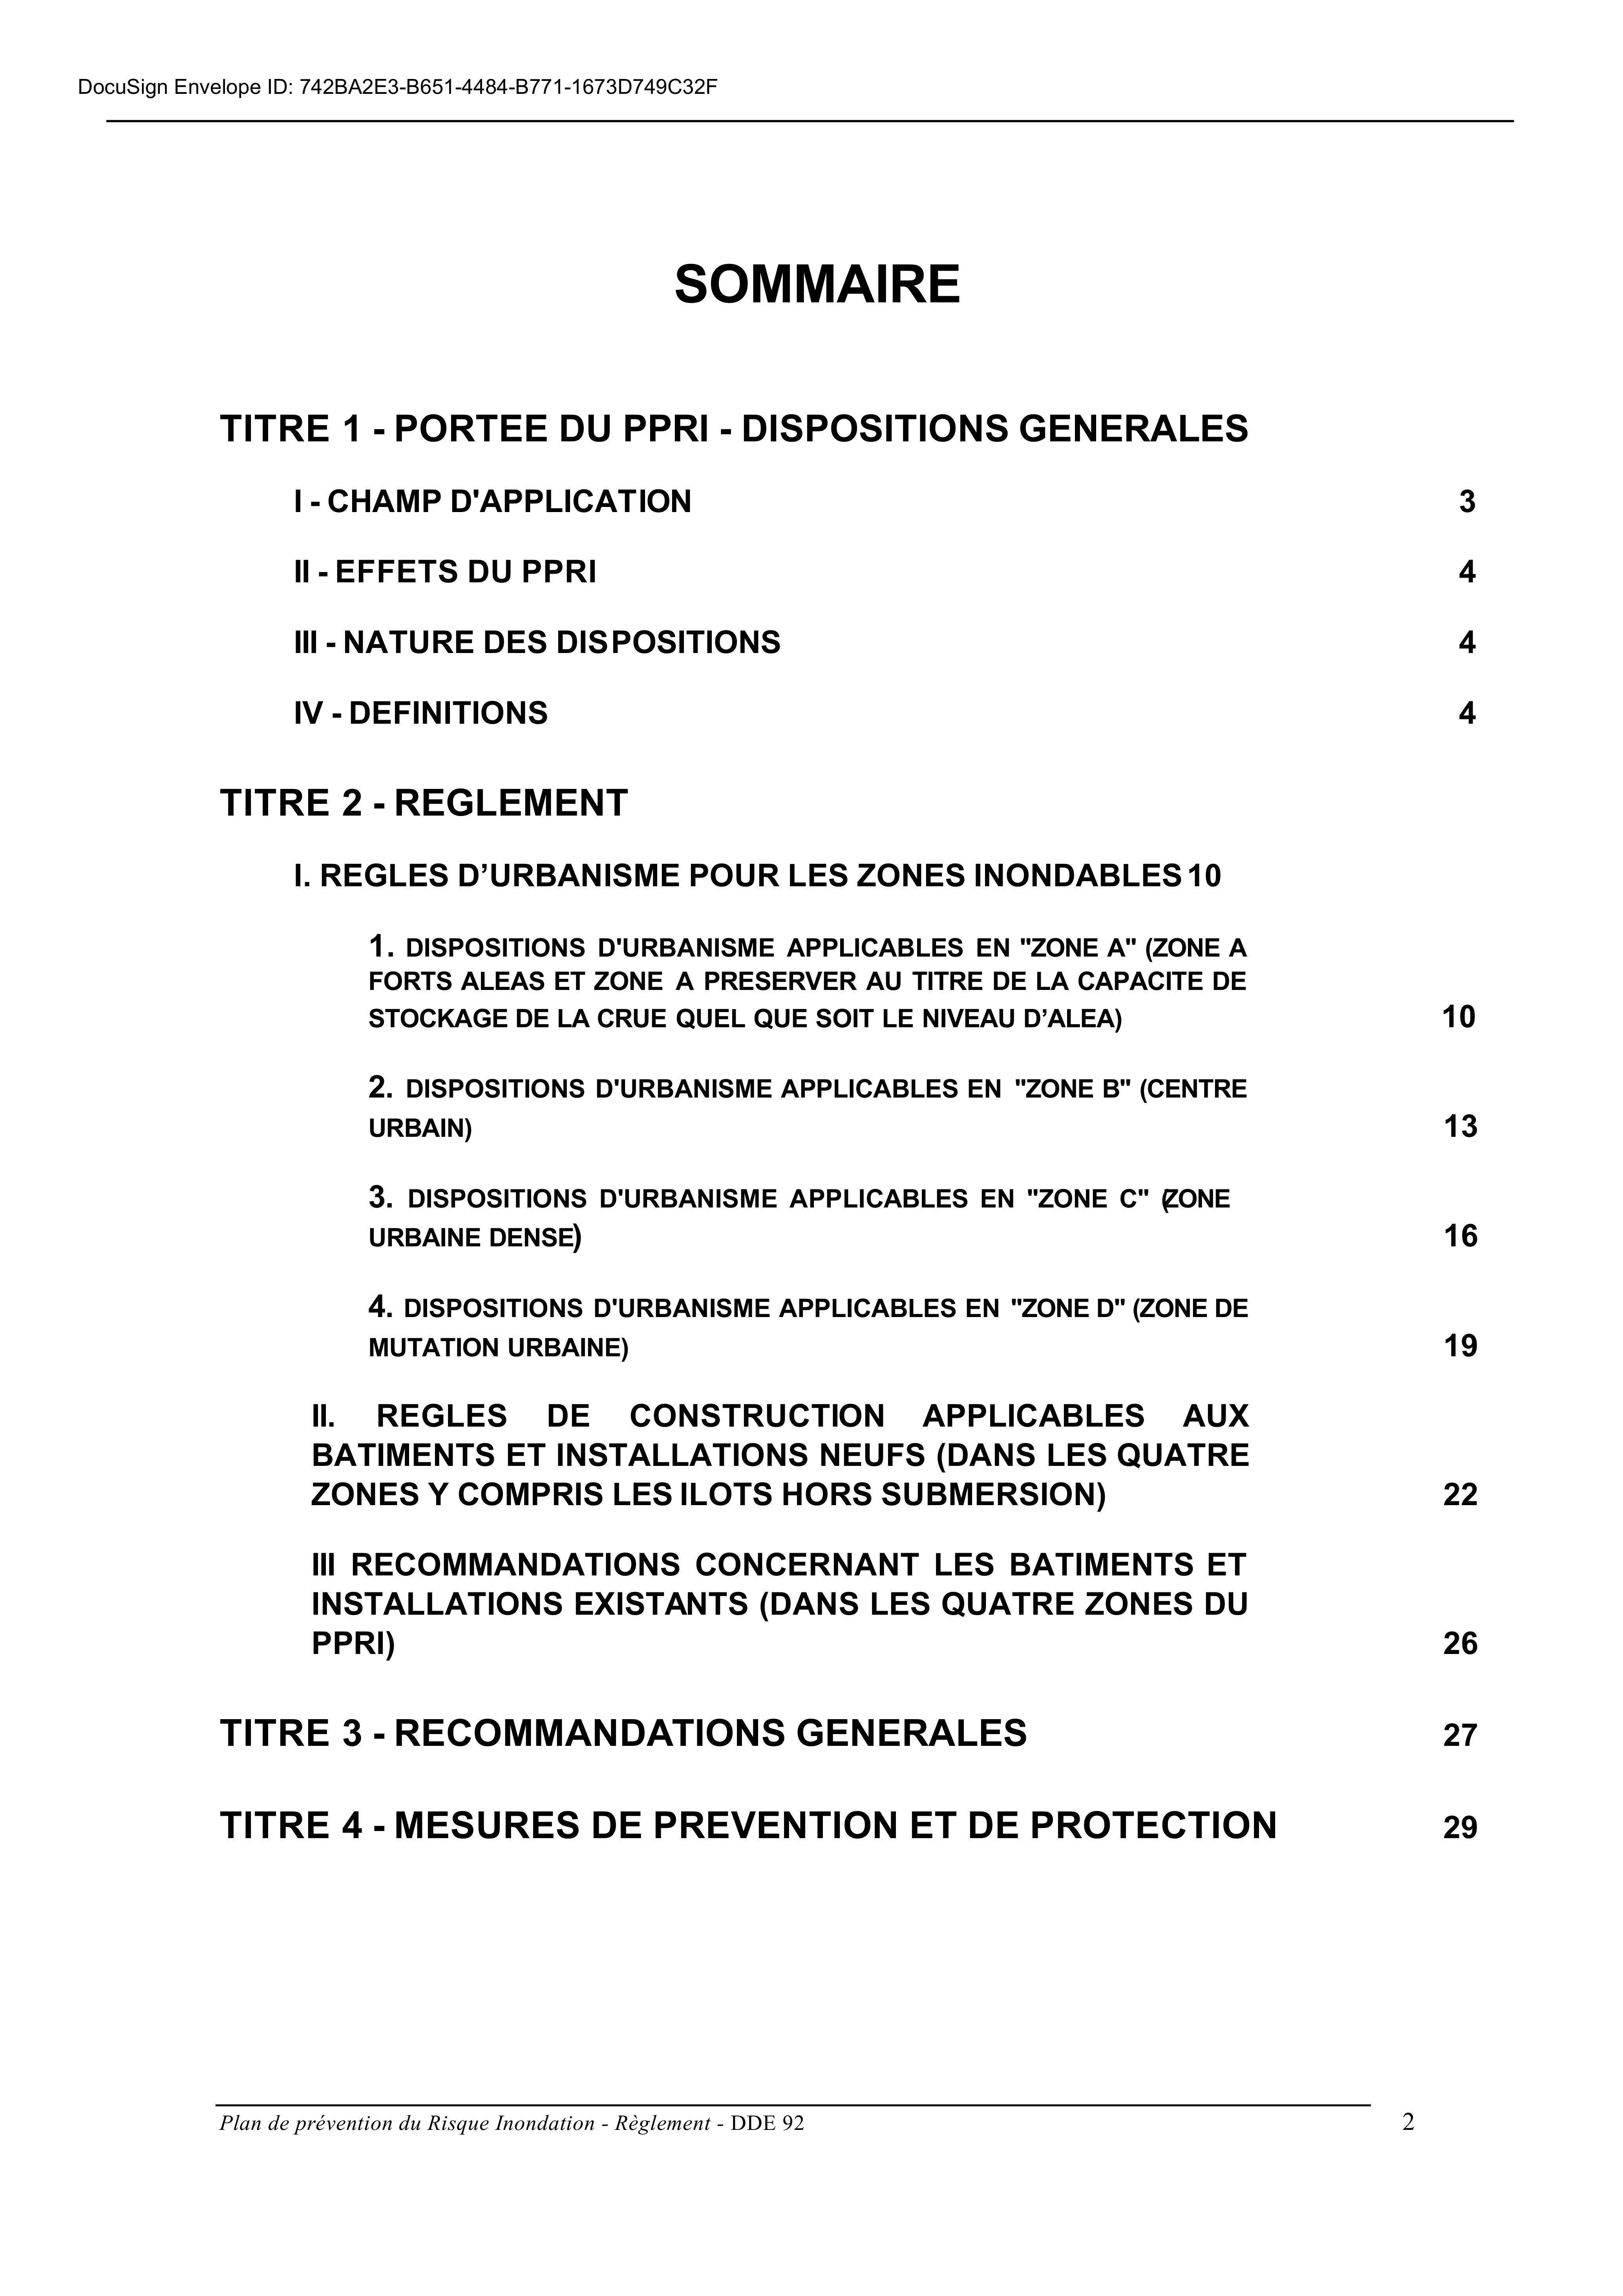 DocuSign Envelope ID: 742BA2E3-B651-4484-B771-1673D749C32F
SOMMAIRE
TITRE 1 - PORTEE DU PPRI - DISPOSITIONS GENERALES
I - CHAMP D'APPLICATION 3
II - EFFETS DU PPRI 4
III - NATURE DES DISPOSITIONS 4
IV - DEFINITIONS 4
TITRE 2 - REGLEMENT
I. REGLES D’URBANISME POUR LES ZONES INONDABLES 10
1. DISPOSITIONS D'URBANISME APPLICABLES EN "ZONE A" (ZONE A
FORTS ALEAS ET ZONE A PRESERVER AU TITRE DE LA CAPACITE DE
STOCKAGE DE LA CRUE QUEL QUE SOIT LE NIVEAU D’ALEA) 10
2. DISPOSITIONS D'URBANISME APPLICABLES EN "ZONE B" (CENTRE
URBAIN) 13
3. DISPOSITIONS D'URBANISME APPLICABLES EN "ZONE C" (ZONE
URBAINE DENSE) 16
4. DISPOSITIONS D'URBANISME APPLICABLES EN "ZONE D" (ZONE DE
MUTATION URBAINE) 19
II. REGLES DE CONSTRUCTION APPLICABLES AUX
BATIMENTS ET INSTALLATIONS NEUFS (DANS LES QUATRE
ZONES Y COMPRIS LES ILOTS HORS SUBMERSION) 22
III RECOMMANDATIONS CONCERNANT LES BATIMENTS ET
INSTALLATIONS EXISTANTS (DANS LES QUATRE ZONES DU
PPRI) 26
TITRE 3 - RECOMMANDATIONS GENERALES 27
TITRE 4 - MESURES DE PREVENTION ET DE PROTECTION 29
Plan de prévention du Risque Inondation - Règlement - DDE 92 2